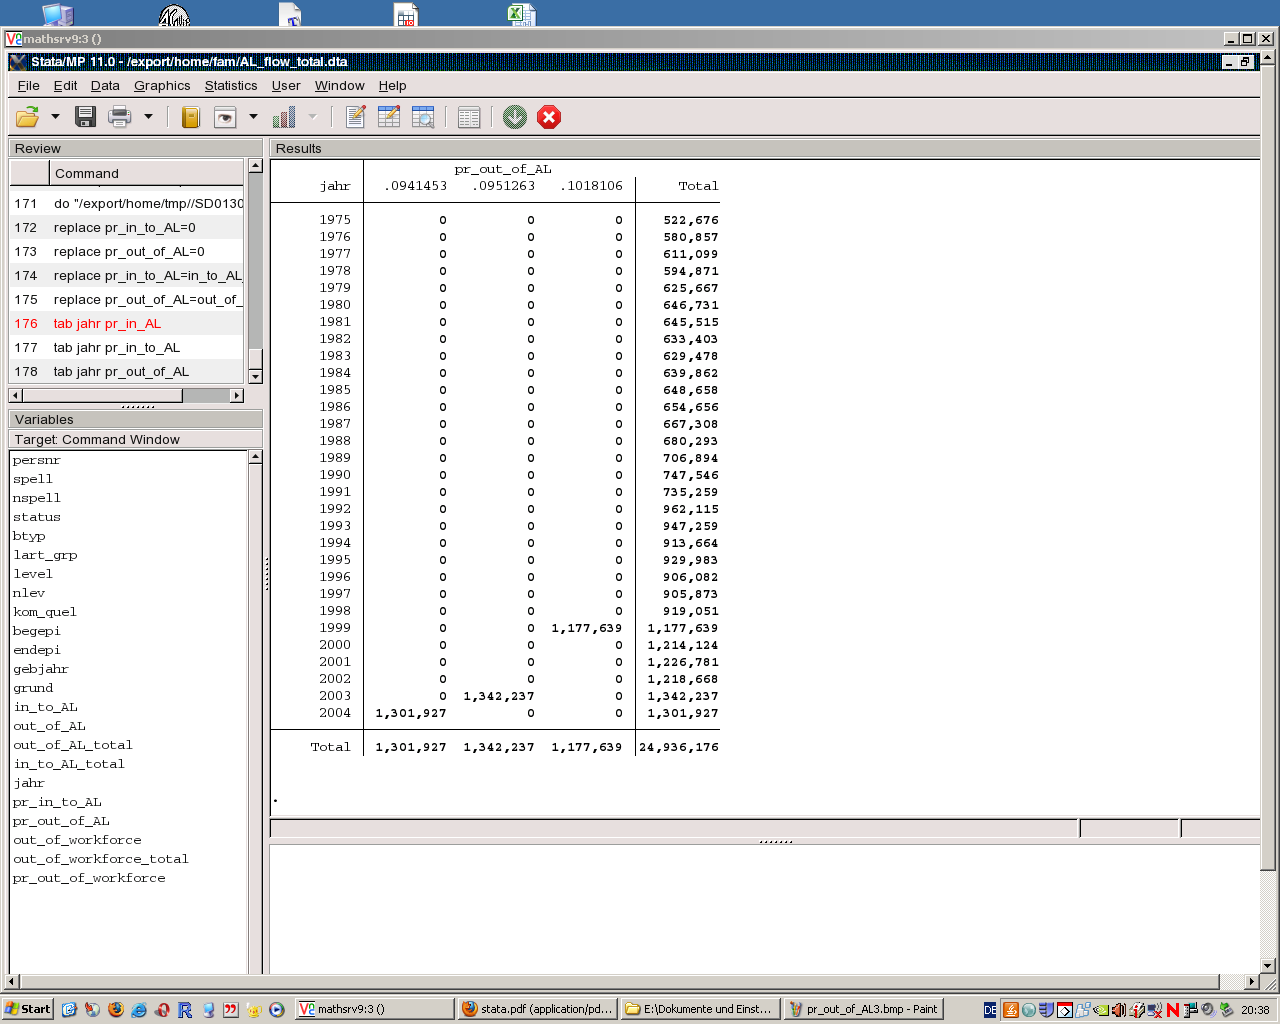 mathsrv9:3 ()
Stata/MP 11.0 - /export/home/fam/AL_flow_total.dta
File Edit Data Graphics Statistics User Window Help
Review
Command
171 do "/export/home/tmp//SD0130
172 replace pr_in_to_AL=0
173 replace pr_out_of_AL=0
174 replace pr_in_to_AL=in_to_AL_
175 replace pr_out_of_AL=out_of_
176 tab jahr pr_in_AL
177 tab jahr pr_in_to_AL
178 tab jahr pr_out_of_AL
Variables
Target: Command Window
persnr
spell
nspell
status
btyp
lart_grp
level
nlev
kom_quel
begepi
endepi
gebjahr
grund
in_to_AL
out_of_AL
out_of_AL_total
in_to_AL_total
jahr
pr_in_to_AL
pr_out_of_AL
out_of_workforce
out_of_workforce_total
pr_out_of_workforce
Results
pr_out_of_AL
jahr .0941453 .0951263 .1018106 Total
1975 0 0 0 522,676
1976 0 0 0 580,857
1977 0 0 0 611,099
1978 0 0 0 594,871
1979 0 0 0 625,667
1980 0 0 0 646,731
1981 0 0 0 645,515
1982 0 0 0 633,403
1983 0 0 0 629,478
1984 0 0 0 639,862
1985 0 0 0 648,658
1986 0 0 0 654,656
1987 0 0 0 667,308
1988 0 0 0 680,293
1989 0 0 0 706,894
1990 0 0 0 747,546
1991 0 0 0 735,259
1992 0 0 0 962,115
1993 0 0 0 947,259
1994 0 0 0 913,664
1995 0 0 0 929,983
1996 0 0 0 906,082
1997 0 0 0 905,873
1998 0 0 0 919,051
1999 0 0 1,177,639 1,177,639
2000 0 0 0 1,214,124
2001 0 0 0 1,226,781
2002 0 0 0 1,218,668
2003 0 1,342,237 0 1,342,237
2004 1,301,927 0 0 1,301,927
Total 1,301,927 1,342,237 1,177,639 24,936,176
.
Start mathsrv9:3 () stata.pdf (application/pd... E:\Dokumente und Einst... pr_out_of_AL3.bmp - Paint DE 20:38